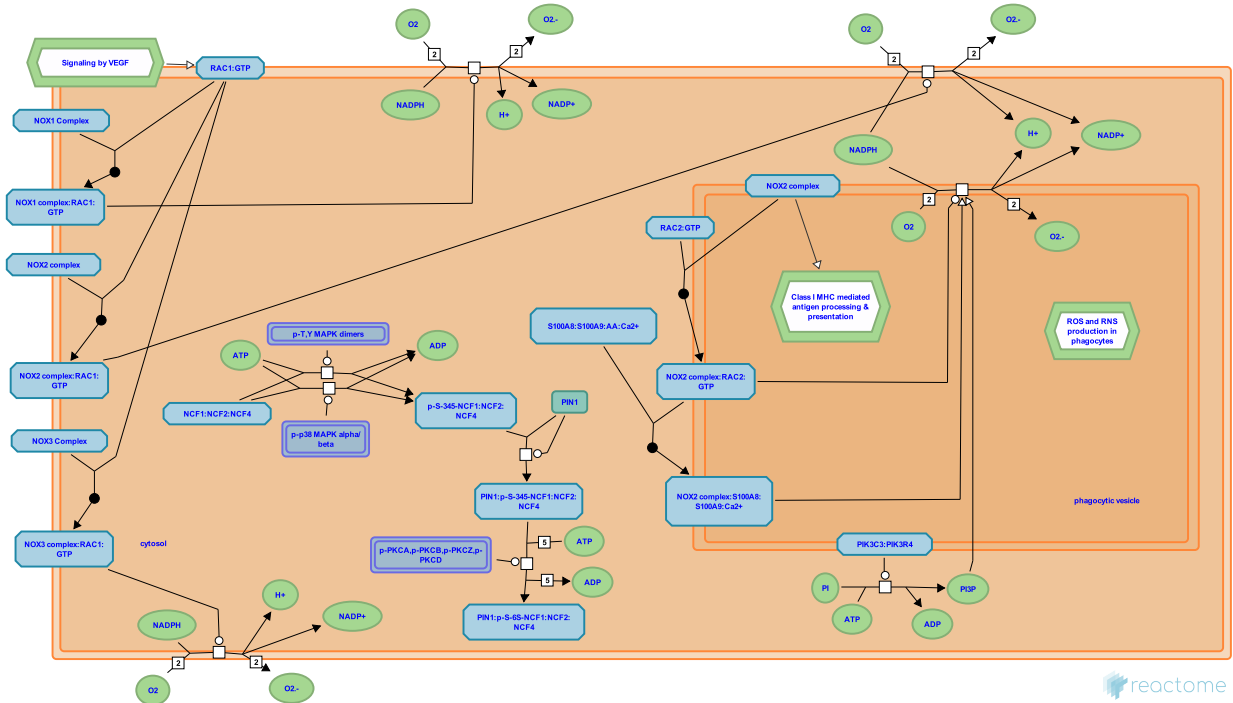 O2
O2.-
O2
O2.-
Signaling by VEGF
RAC1:GTP
2
2
2
2
NADPH
H+
NADP+
NOX1 Complex
H+
NADP+
NADPH
NOX2 complex
NOX1 complex:RAC1:
GTP
2
2
RAC2:GTP
O2
O2.-
NOX2 complex
Class I MHC mediated
antigen processing &
presentation
S100A8:S100A9:AA:Ca2+
ROS and RNS
production in
phagocytes
p-T,Y MAPK dimers
ATP
ADP
NOX2 complex:RAC1:
GTP
NOX2 complex:RAC2:
GTP
NCF1:NCF2:NCF4
p-S-345-NCF1:NCF2:
NCF4
PIN1
p-p38 MAPK alpha/
beta
NOX3 Complex
PIN1:p-S-345-NCF1:NCF2:
NCF4
NOX2 complex:S100A8:
S100A9:Ca2+
phagocytic vesicle
NOX3 complex:RAC1:
GTP
cytosol
p-PKCA,p-PKCB,p-PKCZ,p-
PKCD
5
ATP
PIK3C3:PIK3R4
5
ADP
PI
PI3P
ATP
ADP
H+
NADPH
NADP+
PIN1:p-S-6S-NCF1:NCF2:
NCF4
2
2
O2
O2.-
reactome